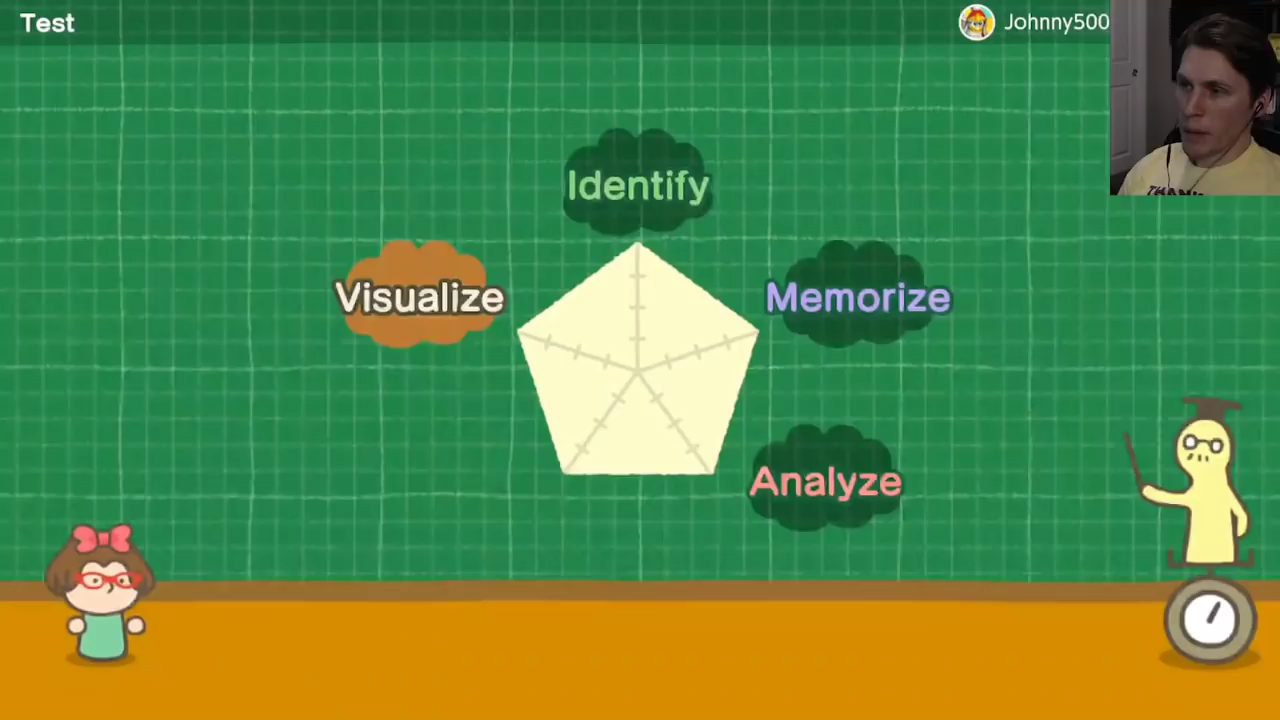 Test
Johnny500
Identify
Visualize
Memorize
Analyze